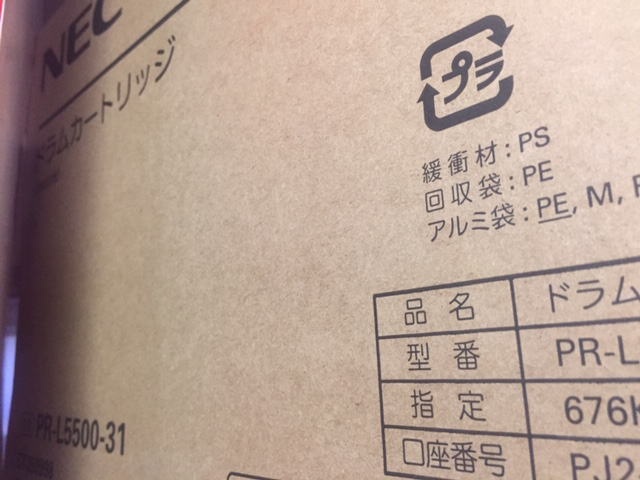 NEC
ドラムカートリッジ
プラ
緩衝材：PS
回収袋：PE
アルミ袋：PE, M,
品名 ドラム
型番 PR-L
指定 676
口座番号 PJ2
PR-L5500-31